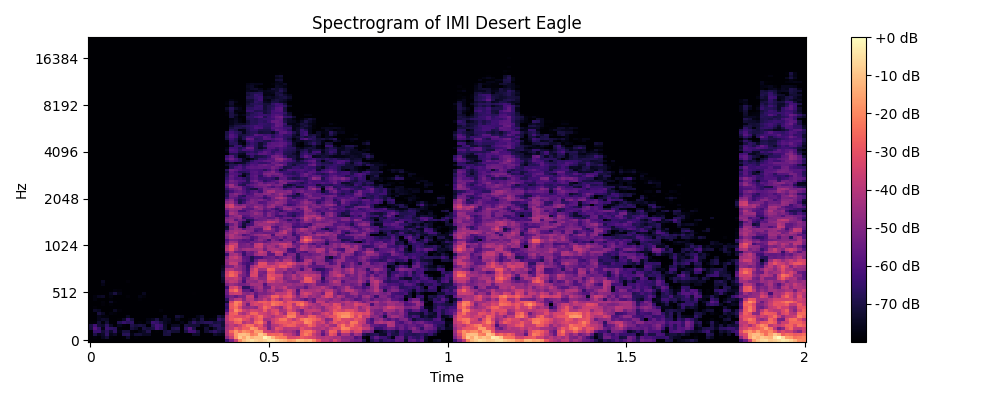 Spectrogram of IMI Desert Eagle
16384
8192
4096
2048
1024
512
0
Hz
0
0.5
1
1.5
2
Time
+0 dB
-10 dB
-20 dB
-30 dB
-40 dB
-50 dB
-60 dB
-70 dB